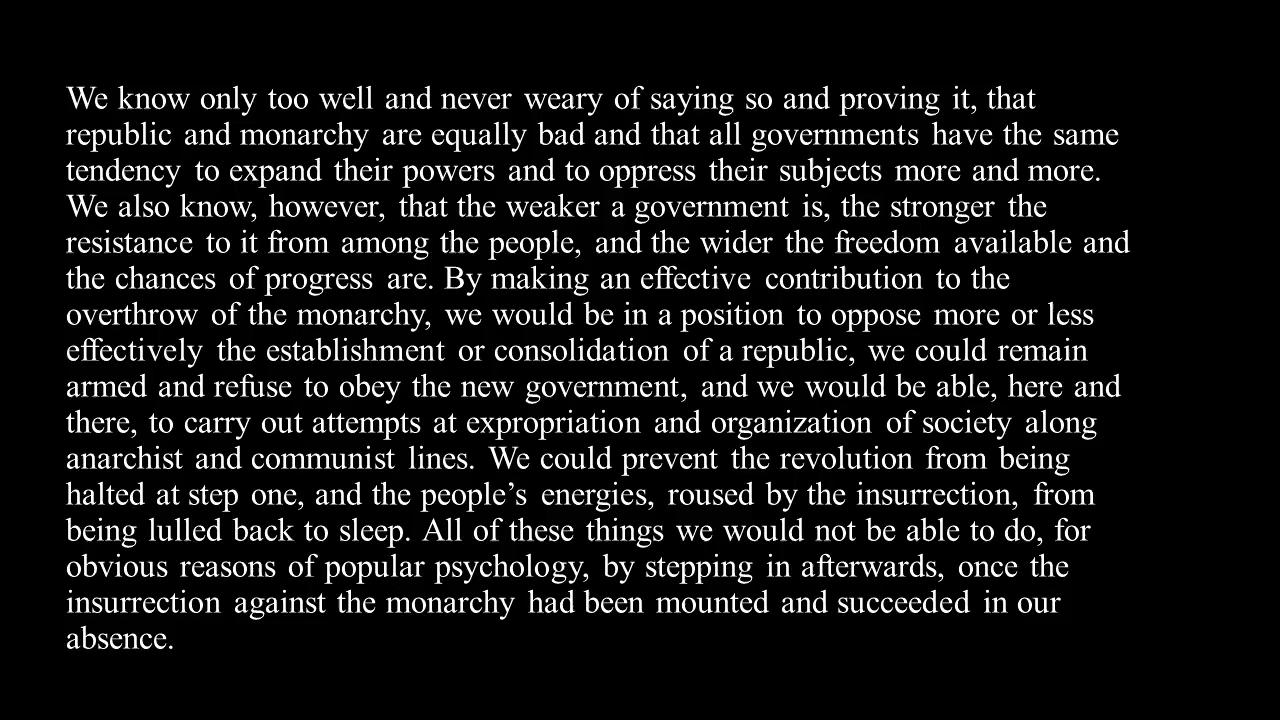 We know only too well and never weary of saying so and proving it, that
republic and monarchy are equally bad and that all governments have the same
tendency to expand their powers and to oppress their subjects more and more.
We also know, however, that the weaker a government is, the stronger the
resistance to it from among the people, and the wider the freedom available and
the chances of progress are. By making an effective contribution to the
overthrow of the monarchy, we would be in a position to oppose more or less
effectively the establishment or consolidation of a republic, we could remain
armed and refuse to obey the new government, and we would be able, here and
there, to carry out attempts at expropriation and organization of society along
anarchist and communist lines. We could prevent the revolution from being
halted at step one, and the people’s energies, roused by the insurrection, from
being lulled back to sleep. All of these things we would not be able to do, for
obvious reasons of popular psychology, by stepping in afterwards, once the
insurrection against the monarchy had been mounted and succeeded in our
absence.